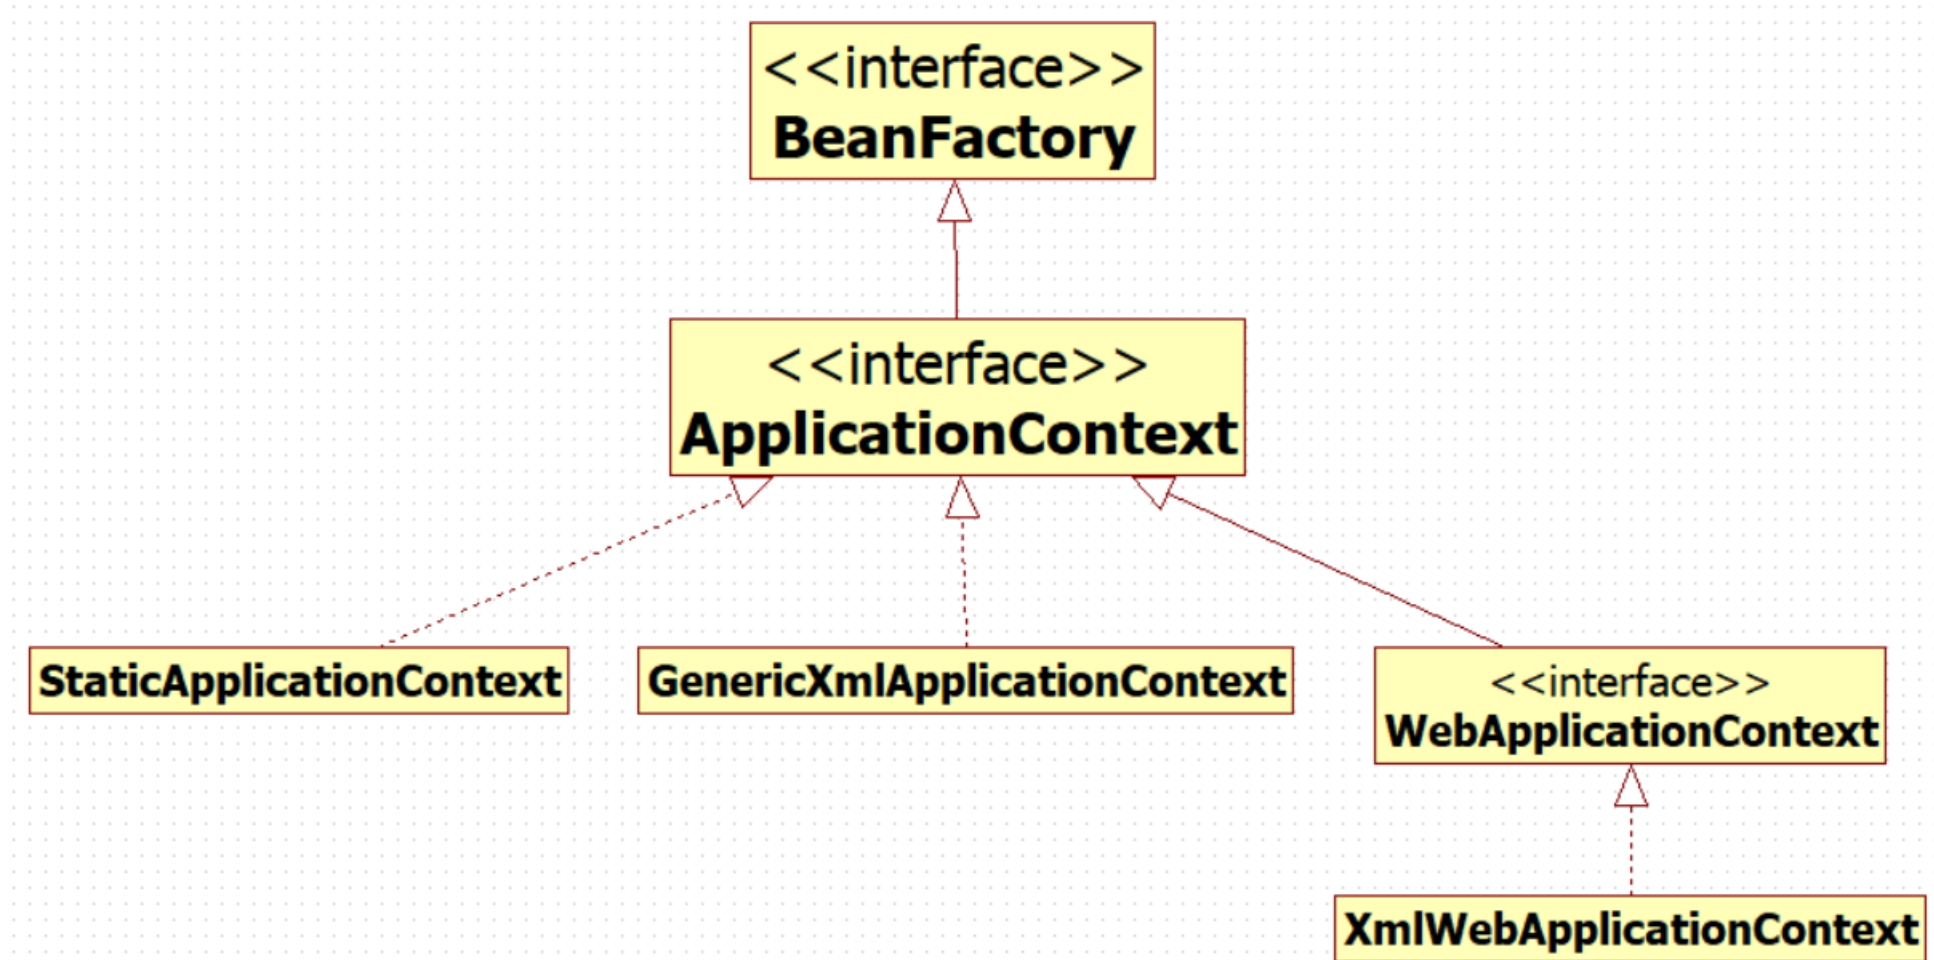 <<interface>>
BeanFactory
<<interface>>
ApplicationContext
StaticApplicationContext
GenericXmlApplicationContext
<<interface>>
WebApplicationContext
XmlWebApplicationContext